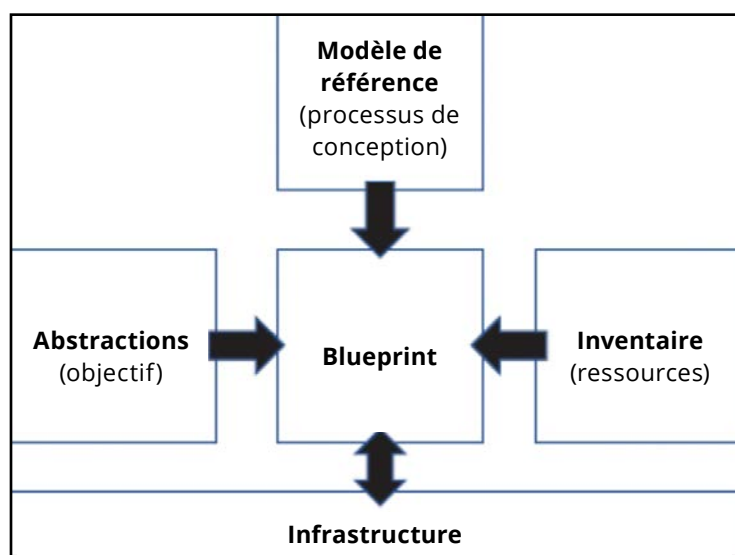 Modèle de
référence
(processus de
conception)
Abstractions
(objectif)
Blueprint
Inventaire
(ressources)
Infrastructure